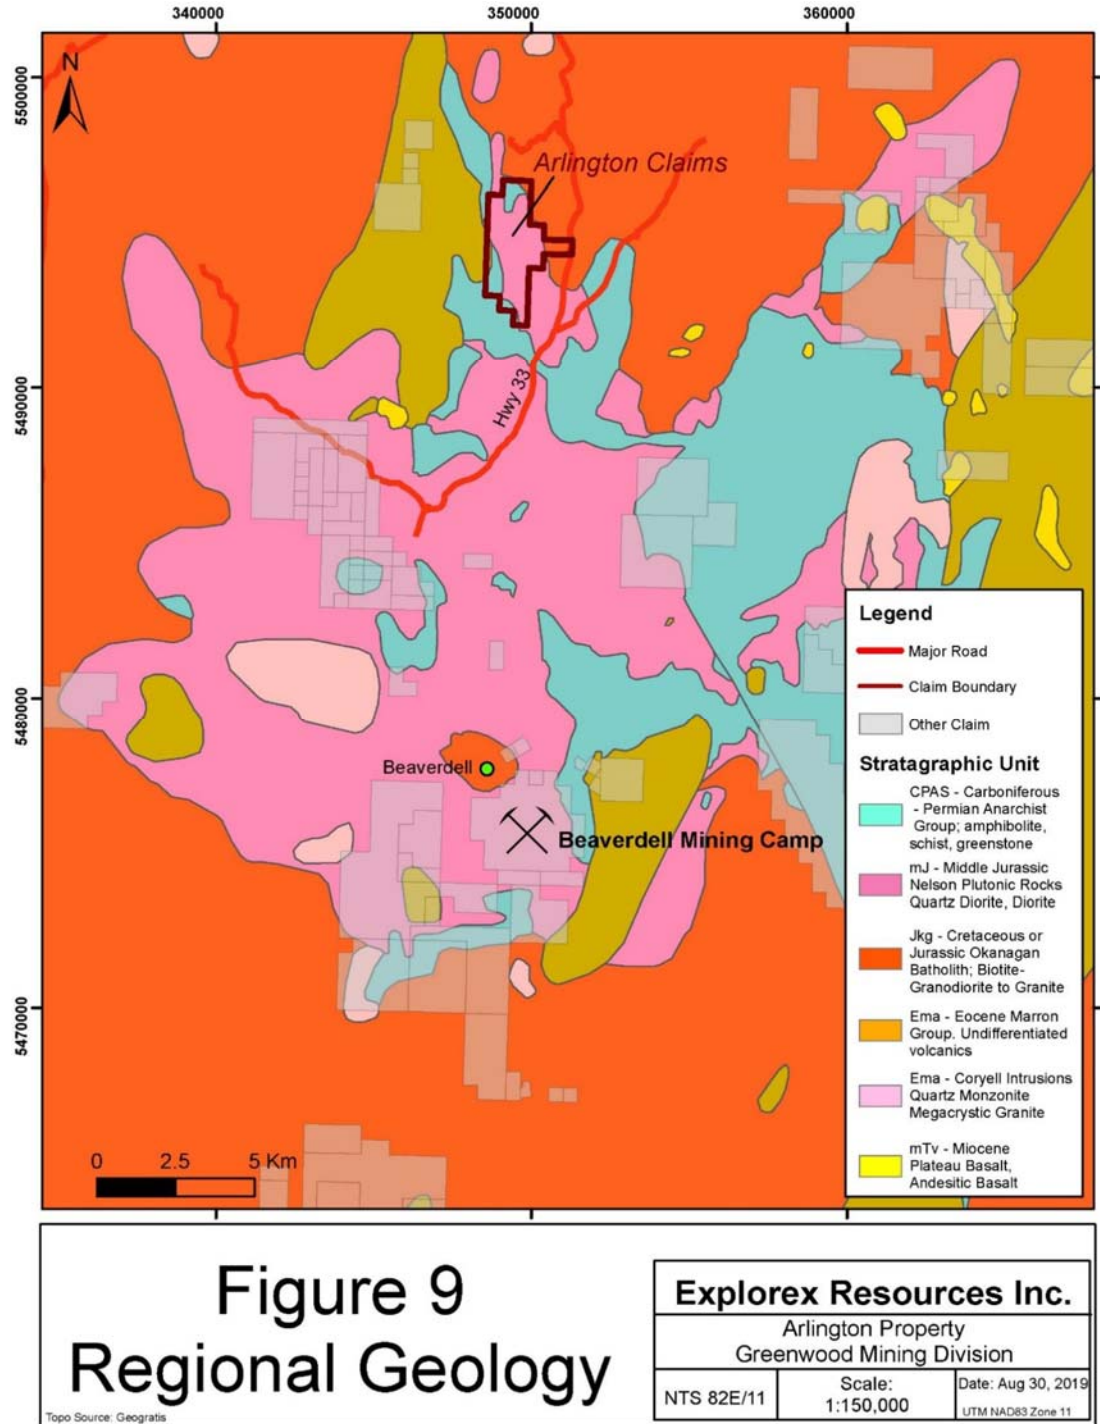 340000
350000
360000
N
5500000
5490000
5480000
5470000
Arlington Claims
Hwy 33
Beaverdell
Beaverdell Mining Camp
0 2.5 5 Km
Legend
Major Road
Claim Boundary
Other Claim
Stratagraphic Unit
CPAS - Carboniferous
- Permian Anarchist
Group; amphibolite,
schist, greenstone
mJ - Middle Jurassic
Nelson Plutonic Rocks
Quartz Diorite, Diorite
Jkg - Cretaceous or
Jurassic Okanagan
Batholith; Biotite-
Granodiorite to Granite
Ema - Eocene Marron
Group. Undifferentiated
volcanics
Ema - Coryell Intrusions
Quartz Monzonite
Megacrystic Granite
mTv - Miocene
Plateau Basalt,
Andesitic Basalt
Figure 9
Regional Geology
Topo Source: Geogratis
Explorex Resources Inc.
Arlington Property
Greenwood Mining Division
NTS 82E/11
Scale:
1:150,000
Date: Aug 30, 2019
UTM NAD83 Zone 11